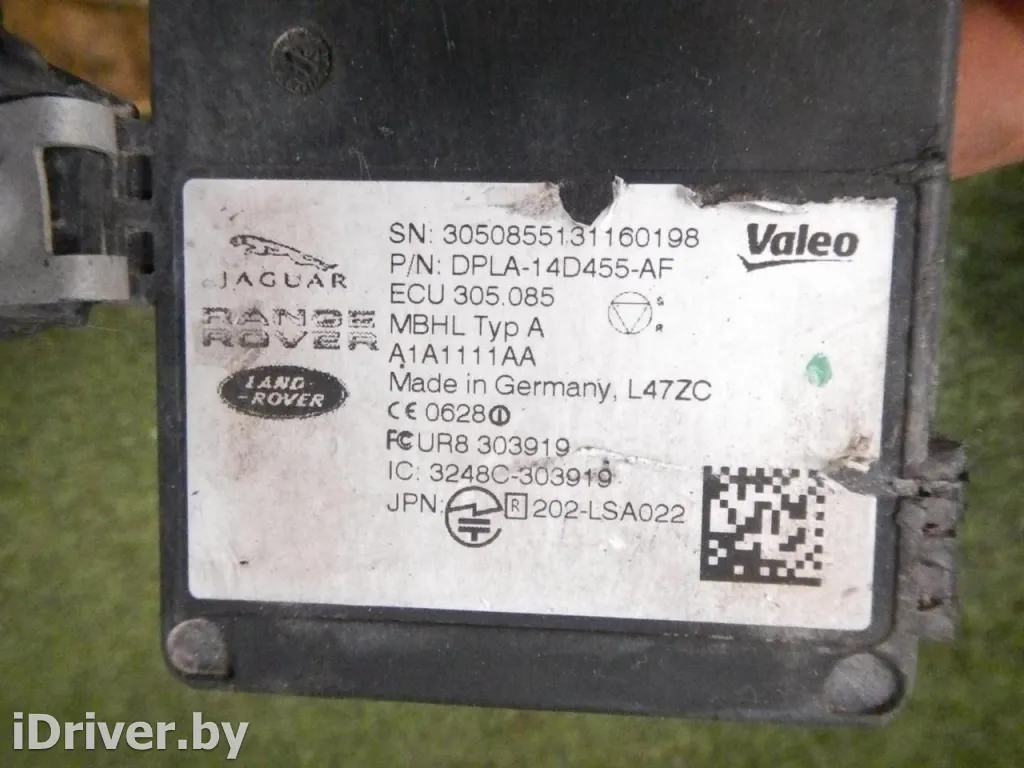 SN: 3050855131160198
P/N: DPLA-14D455-AF
ECU 305.085
MBHL Typ A
A1A1111AA
Made in Germany, L47ZC
CE 0628
FC UR8 303919
IC: 3248C-303919
JPN: R 202-LSA022
JAGUAR
RANGE
ROVER
LAND-
-ROVER
Valeo
S
R
iDriver.by